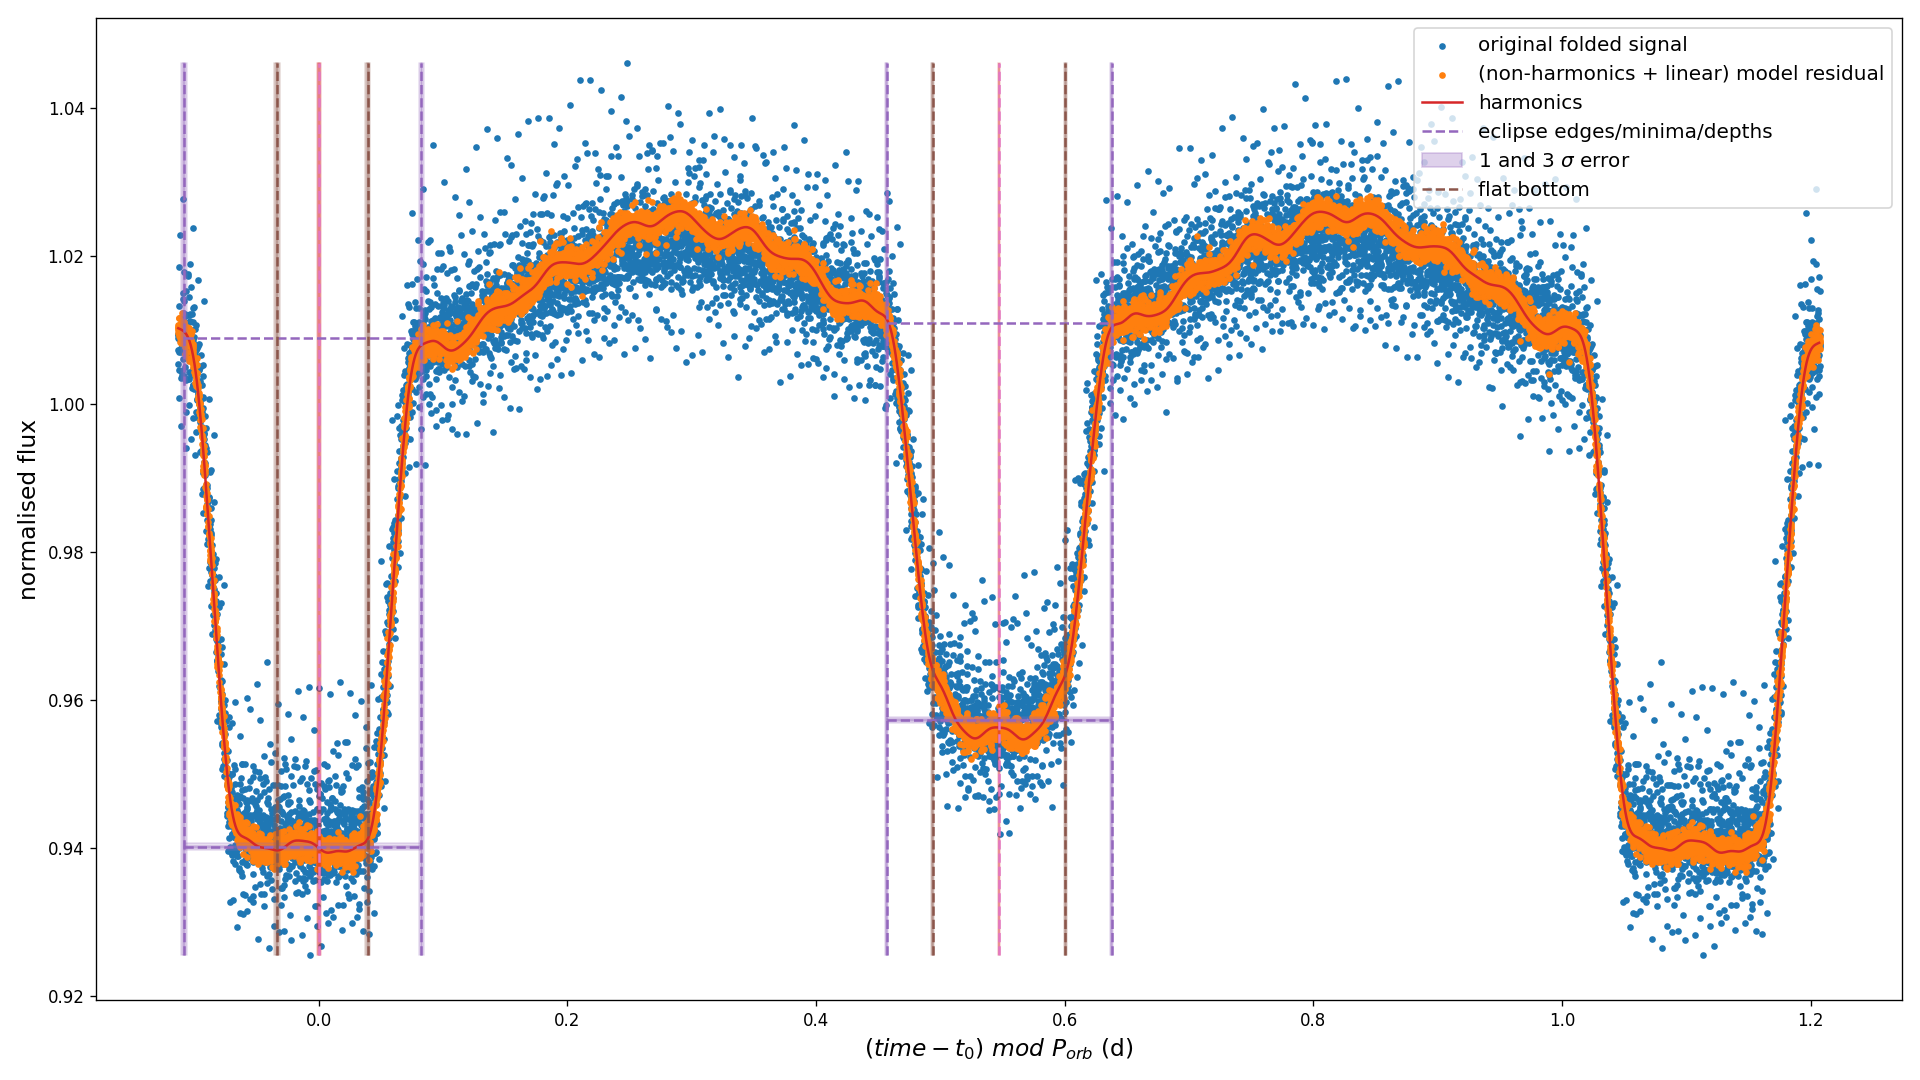 original folded signal
(non-harmonics + linear) model residual
harmonics
eclipse edges/minima/depths
1 and 3 σ error
flat bottom
normalised flux
1.04
1.02
1.00
0.98
0.96
0.94
0.92
0.0 0.2 0.4 0.6 0.8 1.0 1.2
(time − t₀) mod Pₒᵣb (d)